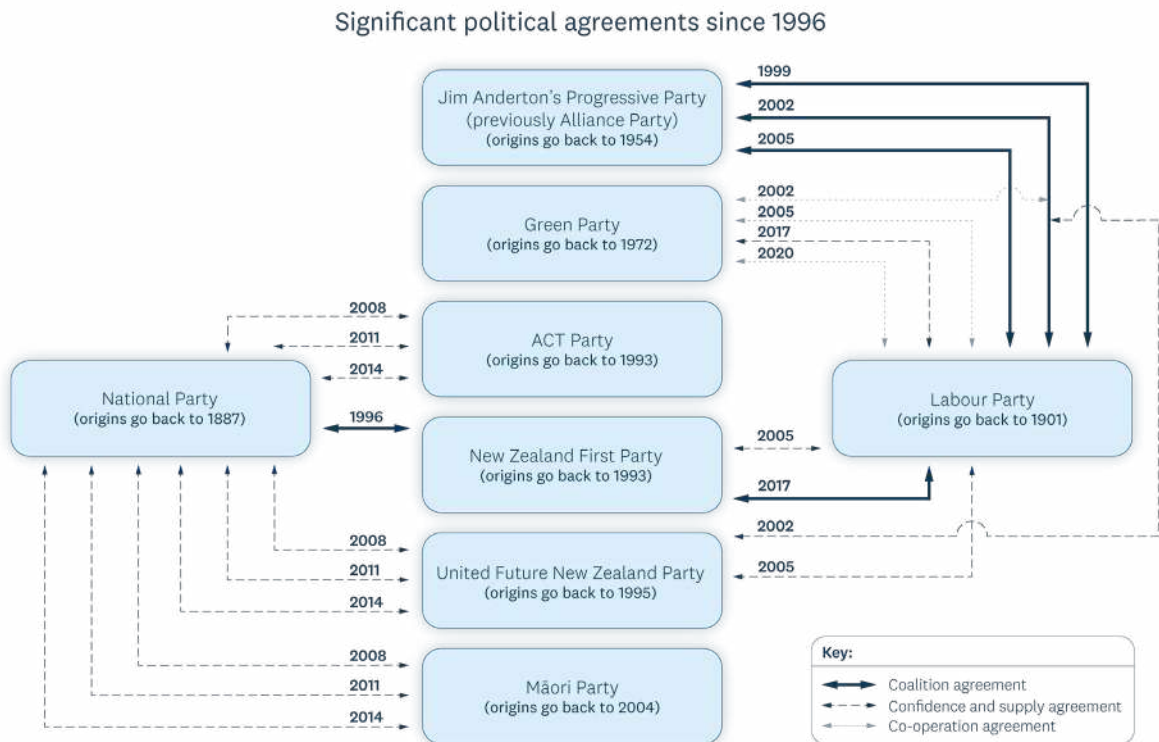 Significant political agreements since 1996
Jim Anderton's Progressive Party
(previously Alliance Party)
(origins go back to 1954)
1999
2002
2005
Green Party
(origins go back to 1972)
2002
2005
2017
2020
2008
2011
2014
ACT Party
(origins go back to 1993)
National Party
(origins go back to 1887)
Labour Party
(origins go back to 1901)
1996
New Zealand First Party
(origins go back to 1993)
2005
2017
2008
2011
2014
United Future New Zealand Party
(origins go back to 1995)
2002
2005
2008
2011
2014
Māori Party
(origins go back to 2004)
Key:
Coalition agreement
Confidence and supply agreement
Co-operation agreement